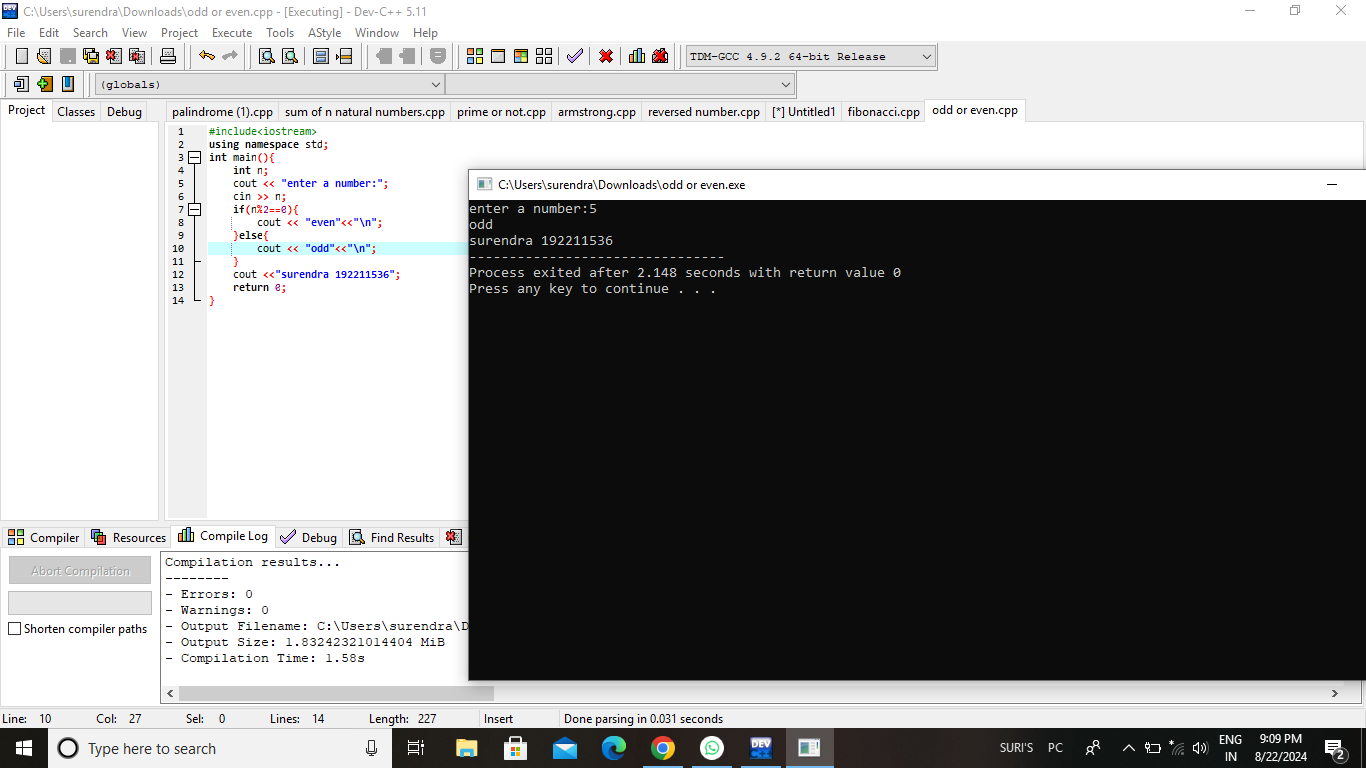 C:\Users\surendra\Downloads\odd or even.cpp - [Executing] - Dev-C++ 5.11
File Edit Search View Project Execute Tools AStyle Window Help
TDM-GCC 4.9.2 64-bit Release
(globals)
Project Classes Debug
palindrome (1).cpp sum of n natural numbers.cpp prime or not.cpp armstrong.cpp reversed number.cpp [*] Untitled1 fibonacci.cpp odd or even.cpp
1 #include<iostream>
2 using namespace std;
3 int main(){
4 int n;
5 cout << "enter a number:";
6 cin >> n;
7 if(n%2==0){
8 cout << "even"<<"\n";
9 }else{
10 cout << "odd"<<"\n";
11 }
12 cout <<"surendra 192211536";
13 return 0;
14 }
C:\Users\surendra\Downloads\odd or even.exe
enter a number:5
odd
surendra 192211536
--------------------------------
Process exited after 2.148 seconds with return value 0
Press any key to continue . . .
Compiler Resources Compile Log Debug Find Results
Abort Compilation
Shorten compiler paths
Compilation results...
--------
- Errors: 0
- Warnings: 0
- Output Filename: C:\Users\surendra\D
- Output Size: 1.83242321014404 MiB
- Compilation Time: 1.58s
Line: 10 Col: 27 Sel: 0 Lines: 14 Length: 227 Insert Done parsing in 0.031 seconds
Type here to search
DEV
SURI'S PC
ENG
IN
9:09 PM
8/22/2024
2